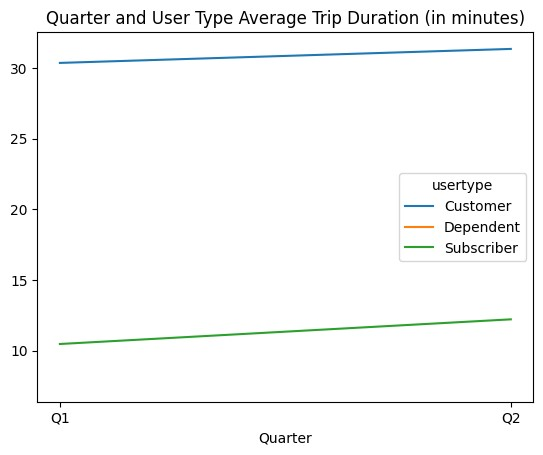 Quarter and User Type Average Trip Duration (in minutes)
30
25
20
15
10
usertype
Customer
Dependent
Subscriber
Q1
Q2
Quarter